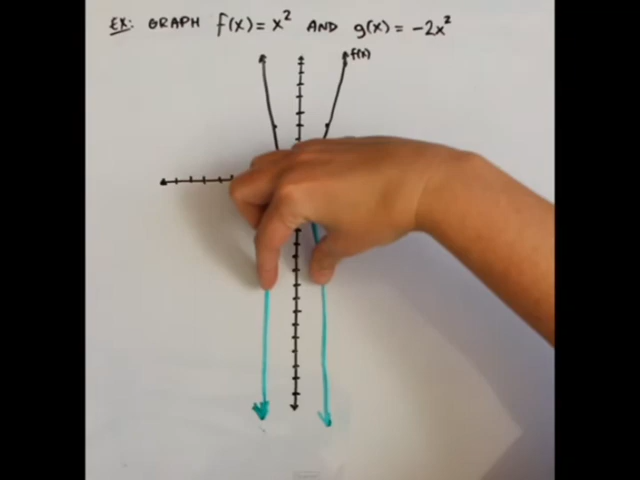 EX: GRAPH f(x) = x² AND g(x) = -2x²
f(x)